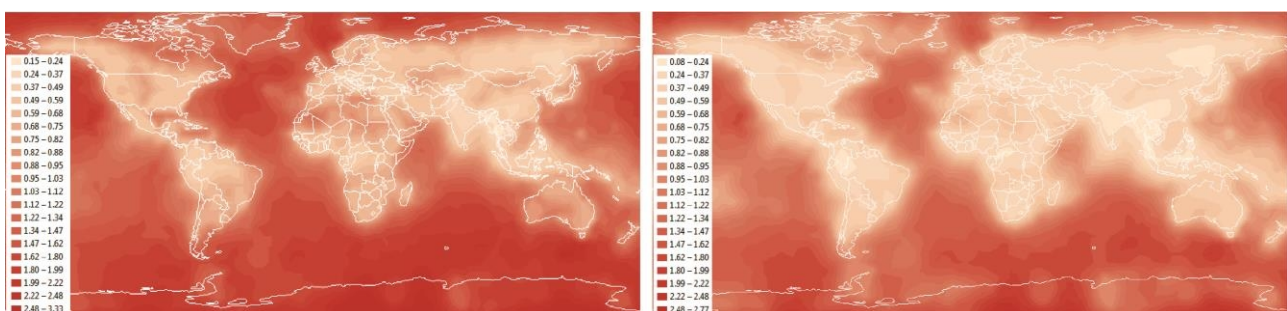 0.15 – 0.24
0.24 – 0.37
0.37 – 0.49
0.49 – 0.59
0.59 – 0.68
0.68 – 0.75
0.75 – 0.82
0.82 – 0.88
0.88 – 0.95
0.95 – 1.03
1.03 – 1.12
1.12 – 1.22
1.22 – 1.34
1.34 – 1.47
1.47 – 1.62
1.62 – 1.80
1.80 – 1.99
1.99 – 2.22
2.22 – 2.48
2.48 – 3.33
0.08 – 0.24
0.24 – 0.37
0.37 – 0.49
0.49 – 0.59
0.59 – 0.68
0.68 – 0.75
0.75 – 0.82
0.82 – 0.88
0.88 – 0.95
0.95 – 1.03
1.03 – 1.12
1.12 – 1.22
1.22 – 1.34
1.34 – 1.47
1.47 – 1.62
1.62 – 1.80
1.80 – 1.99
1.99 – 2.22
2.22 – 2.48
2.48 – 2.77